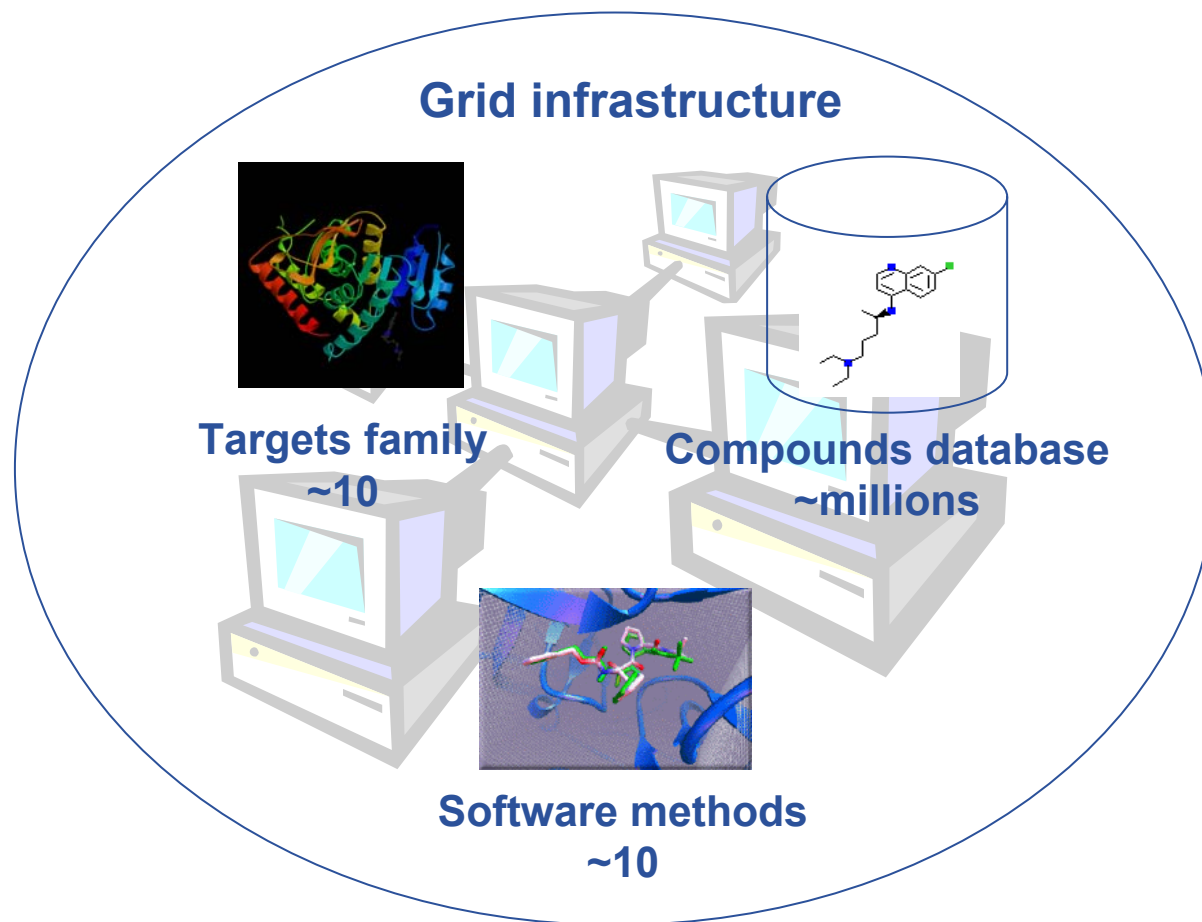 Grid infrastructure
Targets family
~10
Compounds database
~millions
Software methods
~10